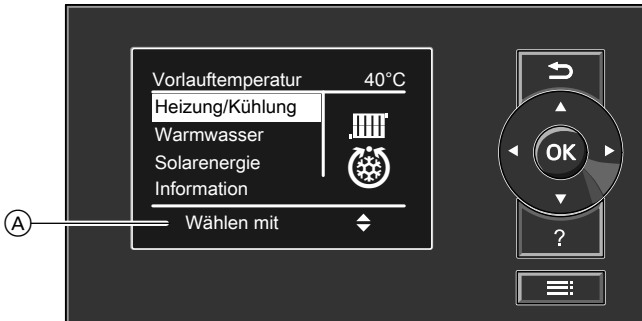 Vorlauftemperatur 40°C
Heizung/Kühlung
Warmwasser
Solarenergie
Information
Wählen mit
A
OK
?